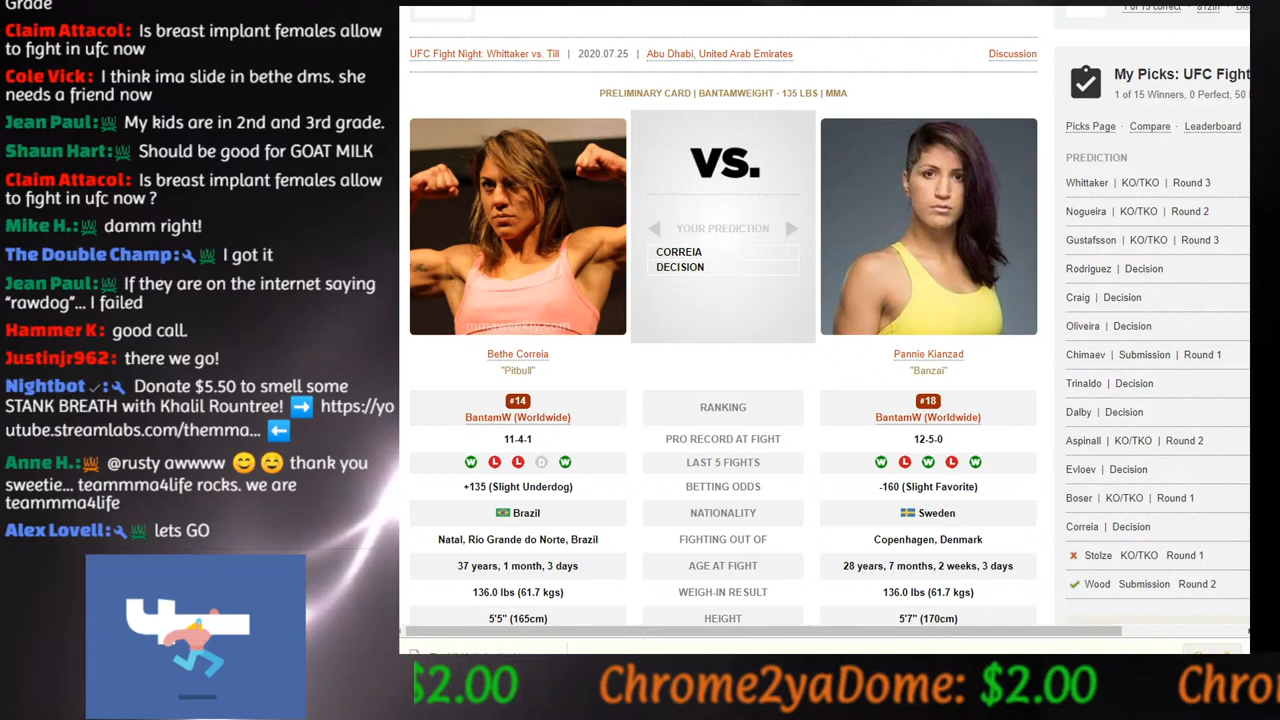 Grade
Claim Attacol: Is breast implant females allow
to fight in ufc now
Cole Vick: I think ima slide in bethe dms. she
needs a friend now
Jean Paul: My kids are in 2nd and 3rd grade.
Shaun Hart: Should be good for GOAT MILK
Claim Attacol: Is breast implant females allow
to fight in ufc now ?
Mike H.: damm right!
The Double Champ: I got it
Jean Paul: If they are on the internet saying
“rawdog”... I failed
Hammer K: good call.
Justinjr962: there we go!
Nightbot: Donate $5.50 to smell some
STANK BREATH with Khalil Rountree! https://yo
utube.streamlabs.com/themma...
Anne H.: @rusty awwww thank you
sweetie... teammma4life rocks. we are
teammma4life
Alex Lovell: lets GO
UFC Fight Night: Whittaker vs. Till | 2020.07.25 | Abu Dhabi, United Arab Emirates Discussion
PRELIMINARY CARD | BANTAMWEIGHT - 135 LBS | MMA
VS.
YOUR PREDICTION
CORREIA
DECISION
mmaweekly.com
Bethe Correia Pannie Kianzad
"Pitbull" "Banzai"
#14 #18
BantamW (Worldwide) RANKING BantamW (Worldwide)
11-4-1 PRO RECORD AT FIGHT 12-5-0
W L L D W LAST 5 FIGHTS W L W L W
+135 (Slight Underdog) BETTING ODDS -160 (Slight Favorite)
Brazil NATIONALITY Sweden
Natal, Rio Grande do Norte, Brazil FIGHTING OUT OF Copenhagen, Denmark
37 years, 1 month, 3 days AGE AT FIGHT 28 years, 7 months, 2 weeks, 3 days
136.0 lbs (61.7 kgs) WEIGH-IN RESULT 136.0 lbs (61.7 kgs)
5'5" (165cm) HEIGHT 5'7" (170cm)
My Picks: UFC Fight
1 of 15 Winners, 0 Perfect, 50
Picks Page · Compare · Leaderboard
PREDICTION
Whittaker | KO/TKO | Round 3
Nogueira | KO/TKO | Round 2
Gustafsson | KO/TKO | Round 3
Rodriguez | Decision
Craig | Decision
Oliveira | Decision
Chimaev | Submission | Round 1
Trinaldo | Decision
Dalby | Decision
Aspinall | KO/TKO | Round 2
Evloev | Decision
Boser | KO/TKO | Round 1
Correia | Decision
Stolze KO/TKO Round 1
Wood Submission Round 2
$2.00 Chrome2yaDome: $2.00 Chro